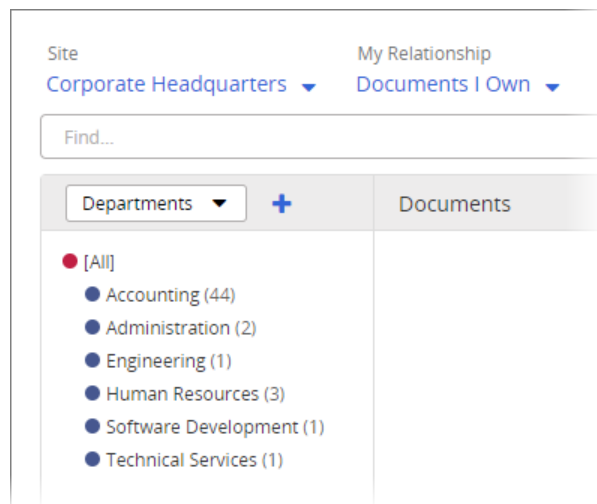 Site My Relationship
Corporate Headquarters Documents I Own
Find...
Departments Documents
[All]
Accounting (44)
Administration (2)
Engineering (1)
Human Resources (3)
Software Development (1)
Technical Services (1)